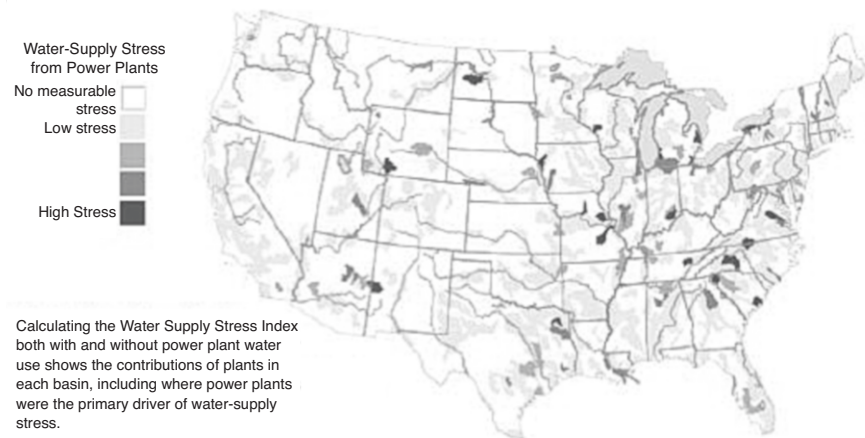 Water-Supply Stress
from Power Plants
No measurable
stress
Low stress
High Stress
Calculating the Water Supply Stress Index
both with and without power plant water
use shows the contributions of plants in
each basin, including where power plants
were the primary driver of water-supply
stress.